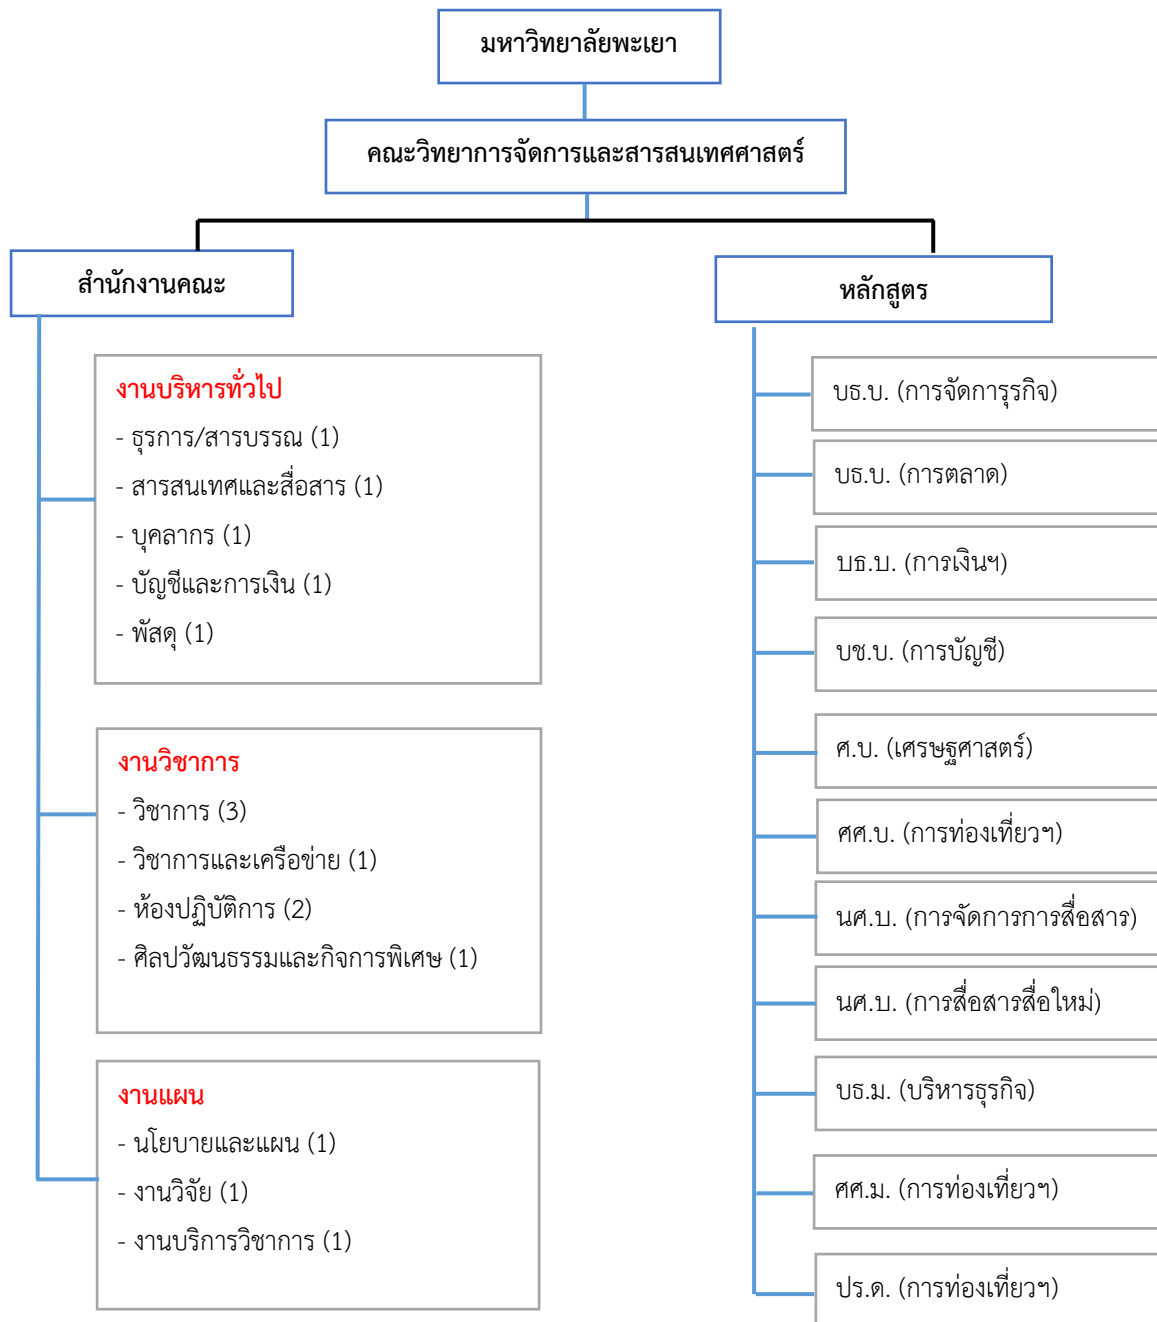 มหาวิทยาลัยพะเยา
คณะวิทยาการจัดการและสารสนเทศศาสตร์
สำนักงานคณะ
งานบริหารทั่วไป
- ธุรการ/สารบรรณ (1)
- สารสนเทศและสื่อสาร (1)
- บุคลากร (1)
- บัญชีและการเงิน (1)
- พัสดุ (1)
งานวิชาการ
- วิชาการ (3)
- วิชาการและเครือข่าย (1)
- ห้องปฏิบัติการ (2)
- ศิลปวัฒนธรรมและกิจการพิเศษ (1)
งานแผน
- นโยบายและแผน (1)
- งานวิจัย (1)
- งานบริการวิชาการ (1)
หลักสูตร
บธ.บ. (การจัดการุรกิจ)
บธ.บ. (การตลาด)
บธ.บ. (การเงินฯ)
บช.บ. (การบัญชี)
ศ.บ. (เศรษฐศาสตร์)
ศศ.บ. (การท่องเที่ยวฯ)
นศ.บ. (การจัดการการสื่อสาร)
นศ.บ. (การสื่อสารสื่อใหม่)
บธ.ม. (บริหารธุรกิจ)
ศศ.ม. (การท่องเที่ยวฯ)
ปร.ด. (การท่องเที่ยวฯ)